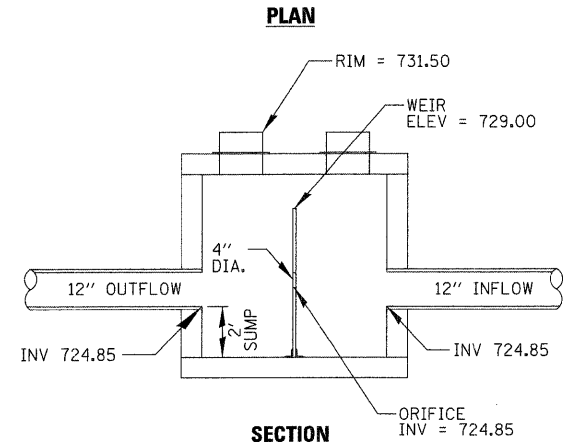 PLAN
RIM = 731.50
WEIR
ELEV = 729.00
4"
DIA.
12" OUTFLOW
12" INFLOW
2'
SUMP
INV 724.85
INV 724.85
ORIFICE
INV = 724.85
SECTION